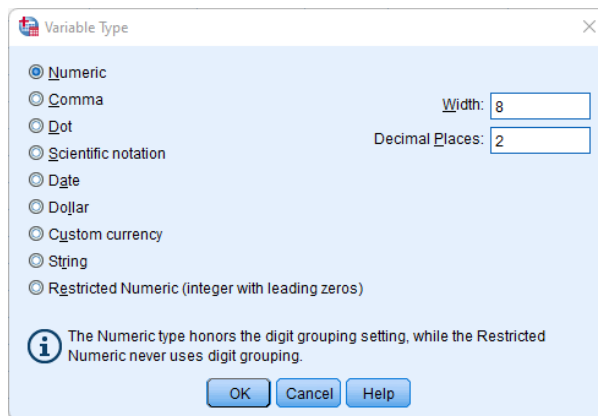 Variable Type
Numeric
Comma
Dot
Scientific notation
Date
Dollar
Custom currency
String
Restricted Numeric (integer with leading zeros)
Width: 8
Decimal Places: 2
The Numeric type honors the digit grouping setting, while the Restricted
Numeric never uses digit grouping.
OK Cancel Help